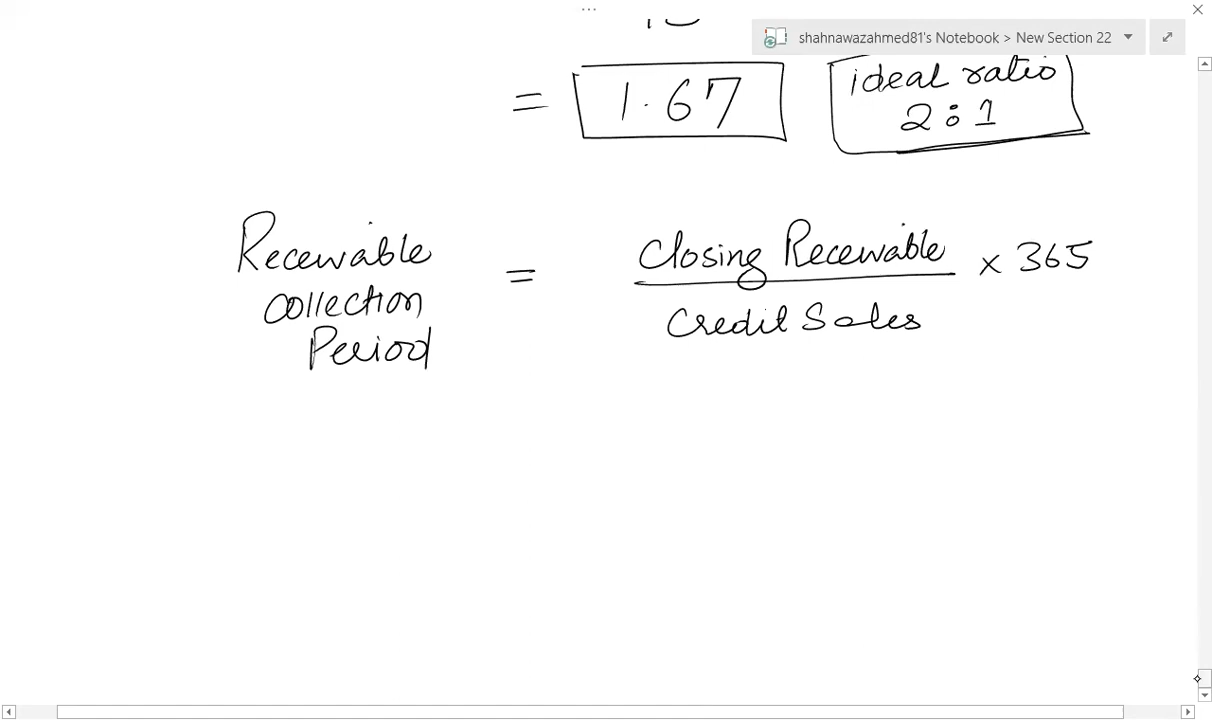 shahnawazahmed81's Notebook > New Section 22
= 1.67
ideal ratio
2:1
Receivable
collection
Period
=
Closing Receivable
Credit Sales
× 365